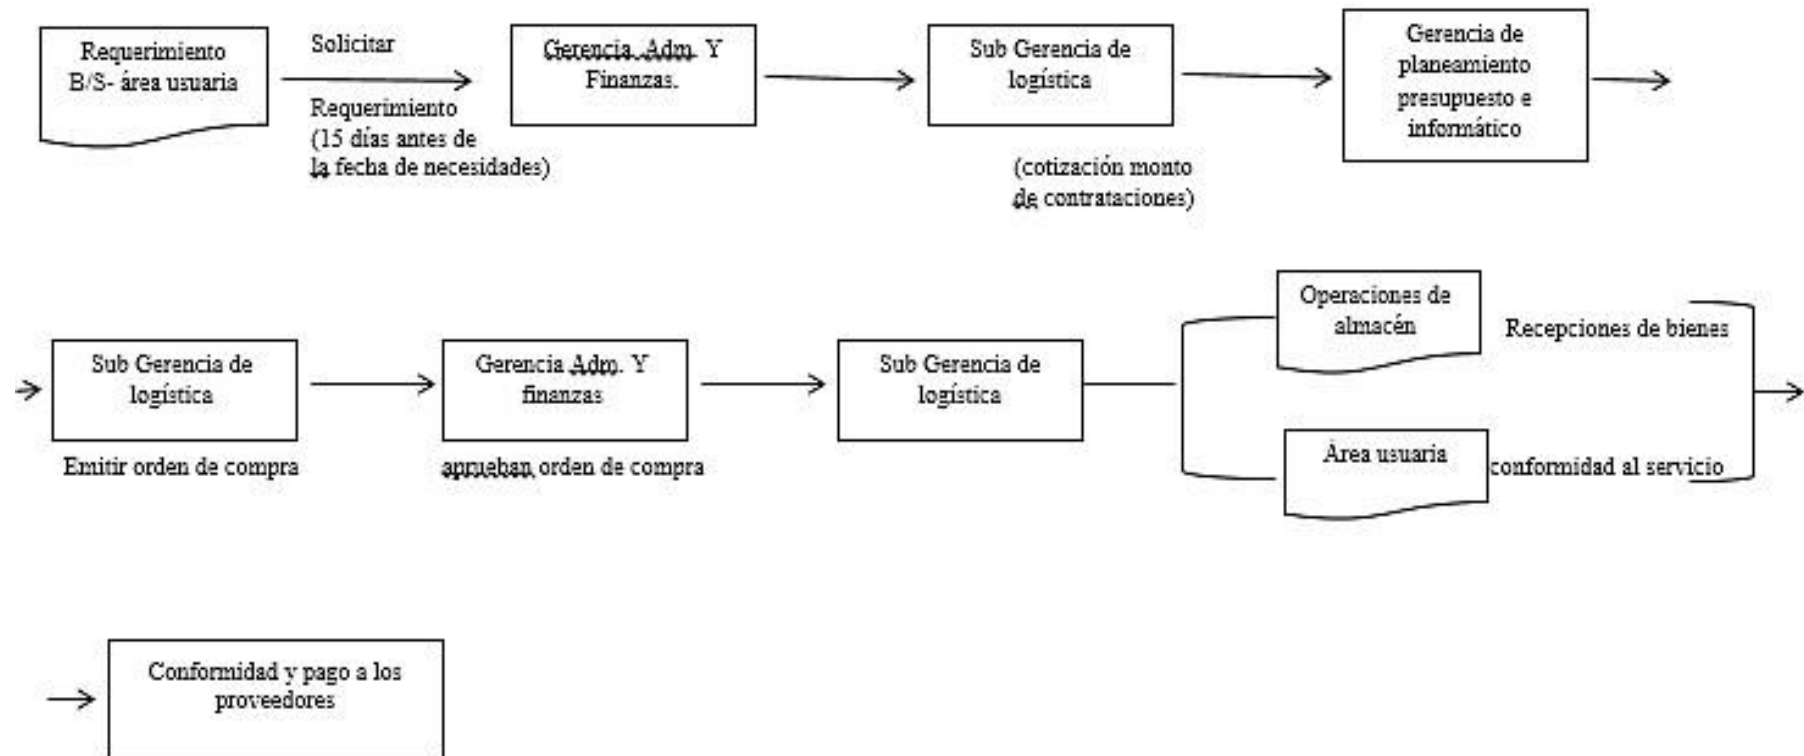 Requerimiento
B/S- área usuaria
Solicitar
Requerimiento
(15 días antes de
la fecha de necesidades)
Gerencia Adm. Y
Finanzas.
Sub Gerencia de
logística
(cotización monto
de contrataciones)
Gerencia de
planeamiento
presupuesto e
informático
Sub Gerencia de
logística
Emitir orden de compra
Gerencia Adm. Y
finanzas
aprueban orden de compra
Sub Gerencia de
logística
Operaciones de
almacén
Recepciones de bienes
Área usuaria
conformidad al servicio
Conformidad y pago a los
proveedores